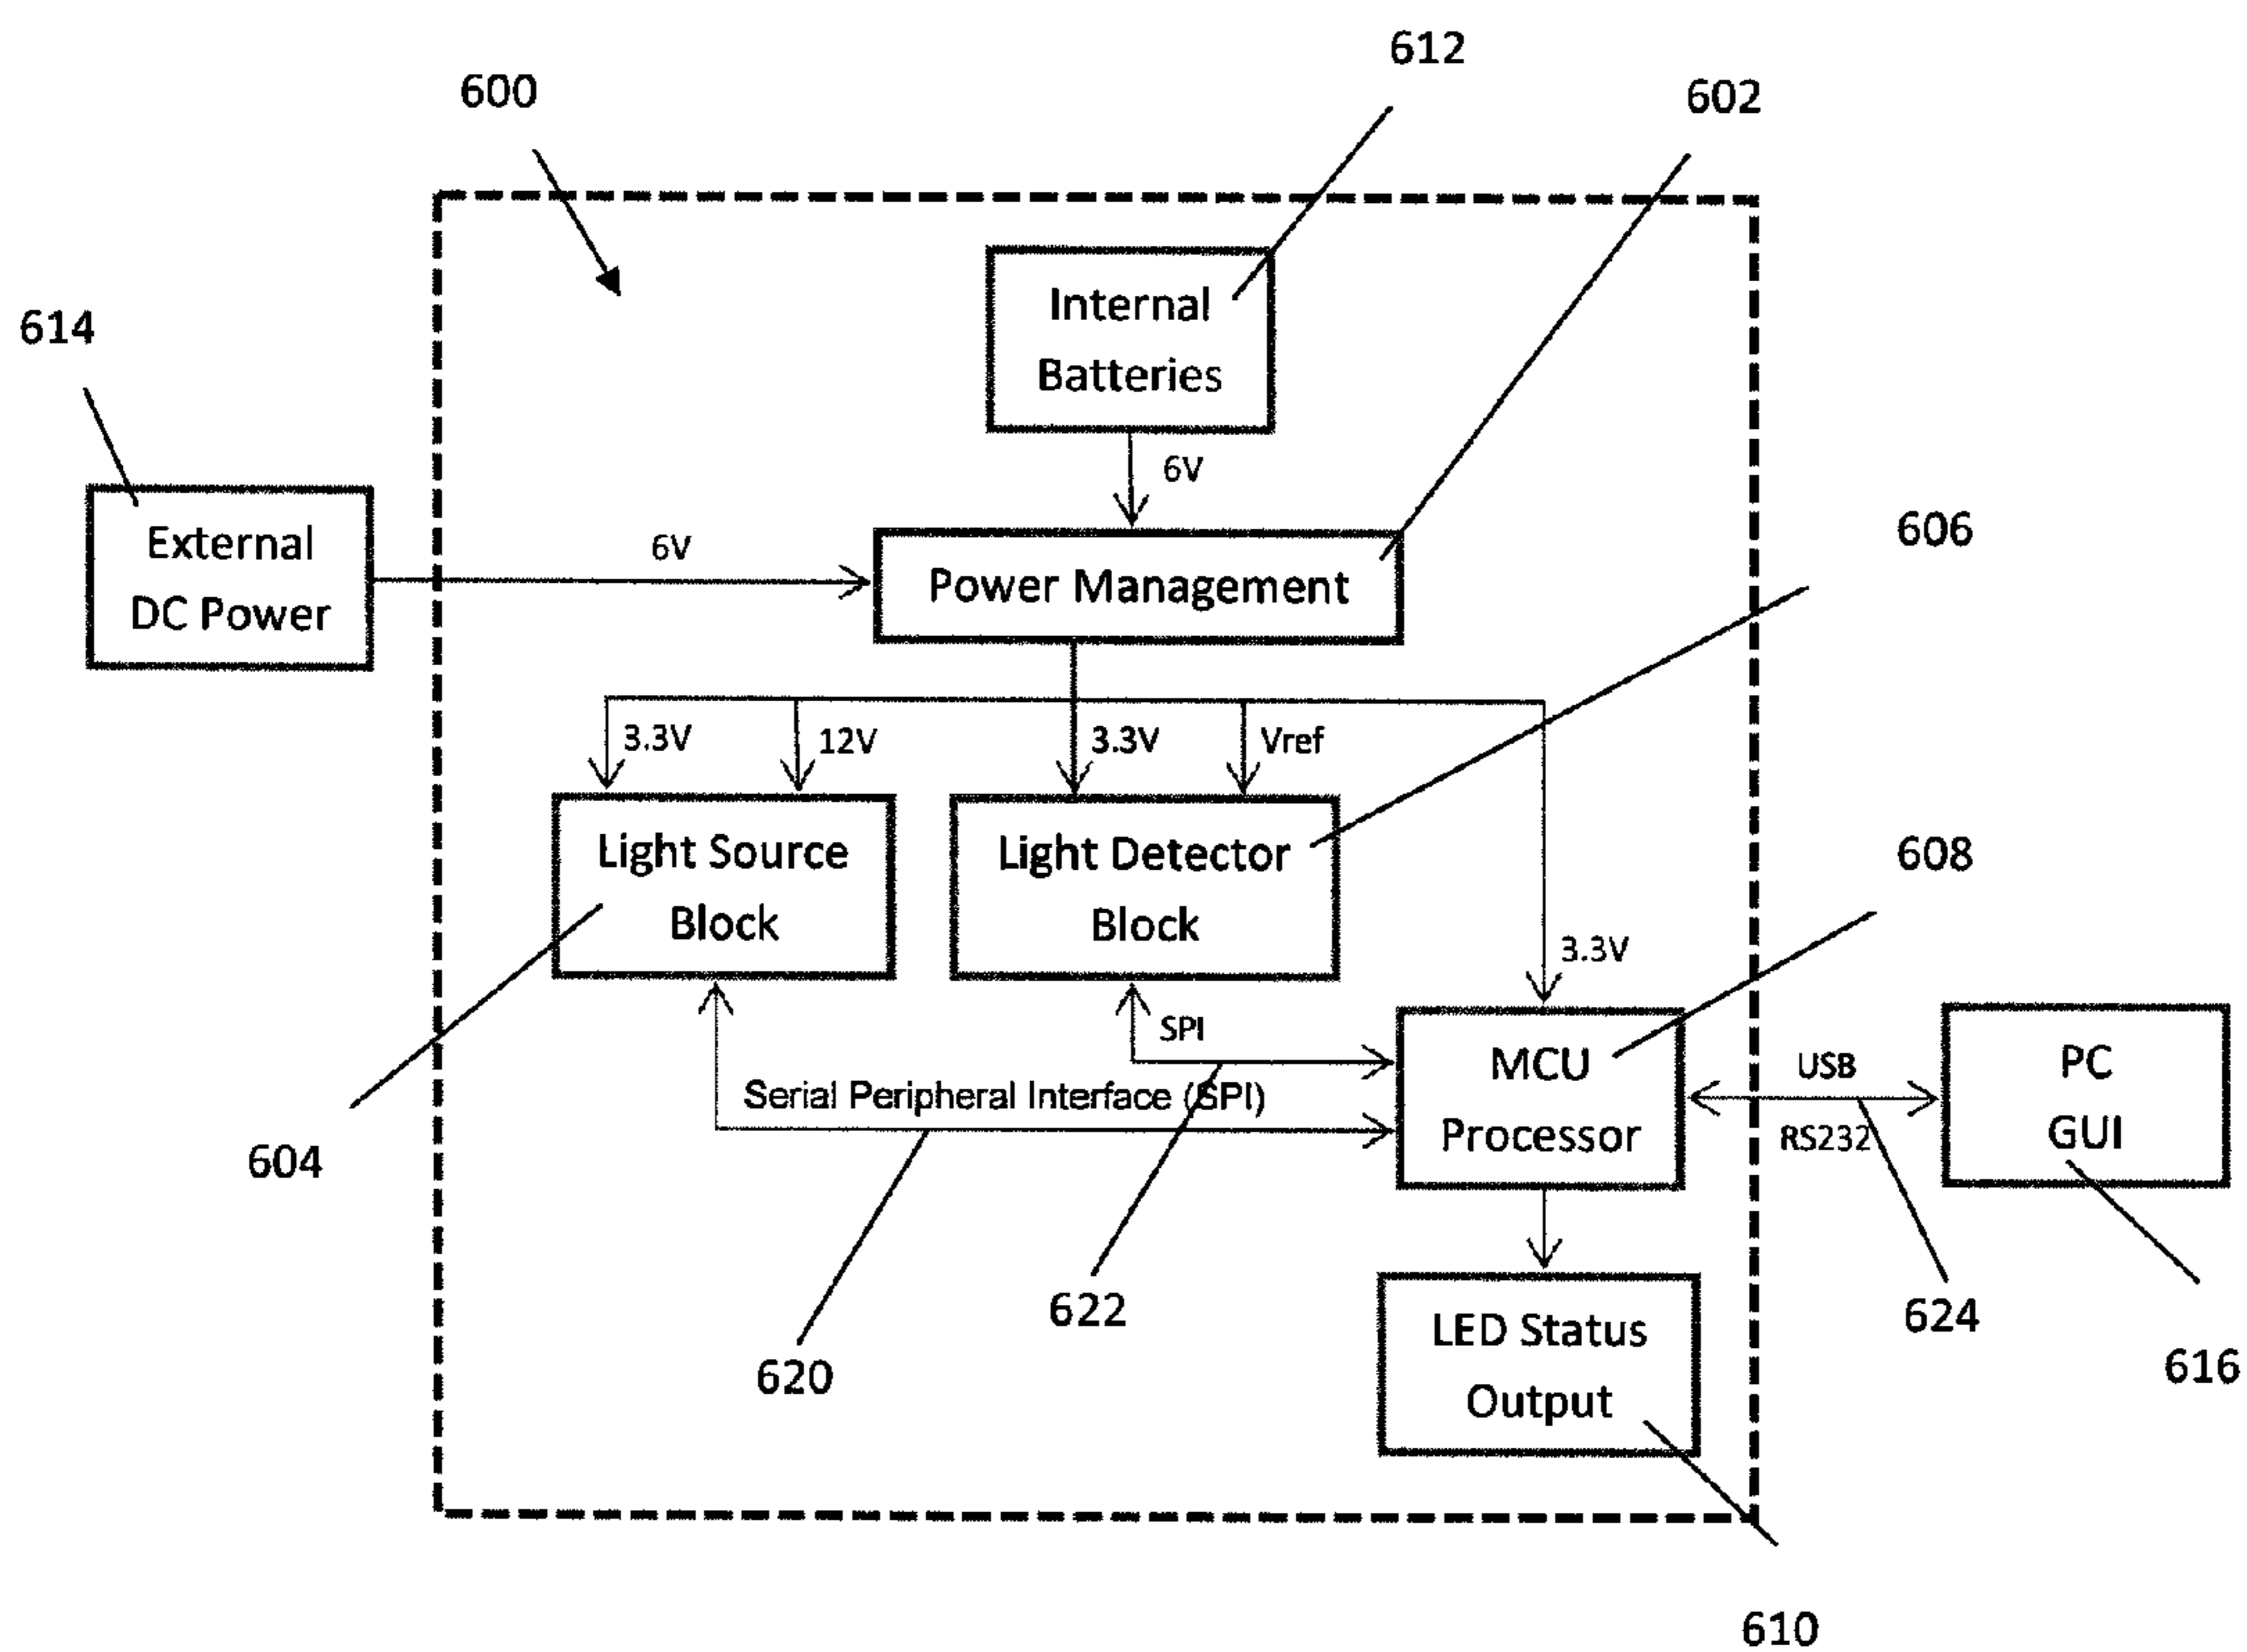 612
600
602
Internal
Batteries
614
6V
606
External
DC Power
6V
Power Management
3.3V
12V
3.3V
Vref
Light Source
Block
Light Detector
Block
608
3.3V
SPI
MCU
Processor
USB
RS232
PC
GUI
Serial Peripheral Interface (SPI)
604
622
620
LED Status
Output
624
616
610